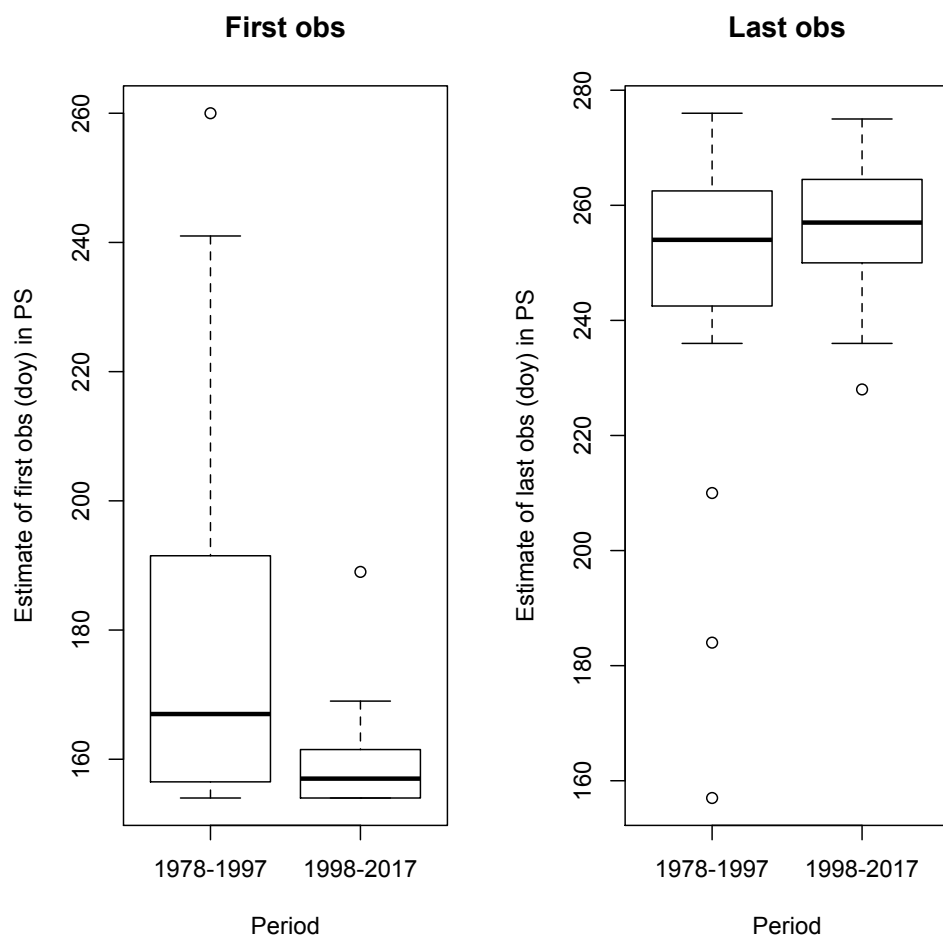 First obs
Estimate of first obs (doy) in PS
260
240
220
200
180
160
1978-1997 1998-2017
Period
Last obs
Estimate of last obs (doy) in PS
280
260
240
220
200
180
160
1978-1997 1998-2017
Period